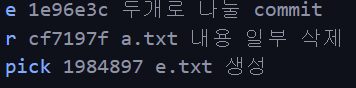 e 1e96e3c 두개로 나눌 commit
r cf7197f a.txt 내용 일부 삭제
pick 1984897 e.txt 생성